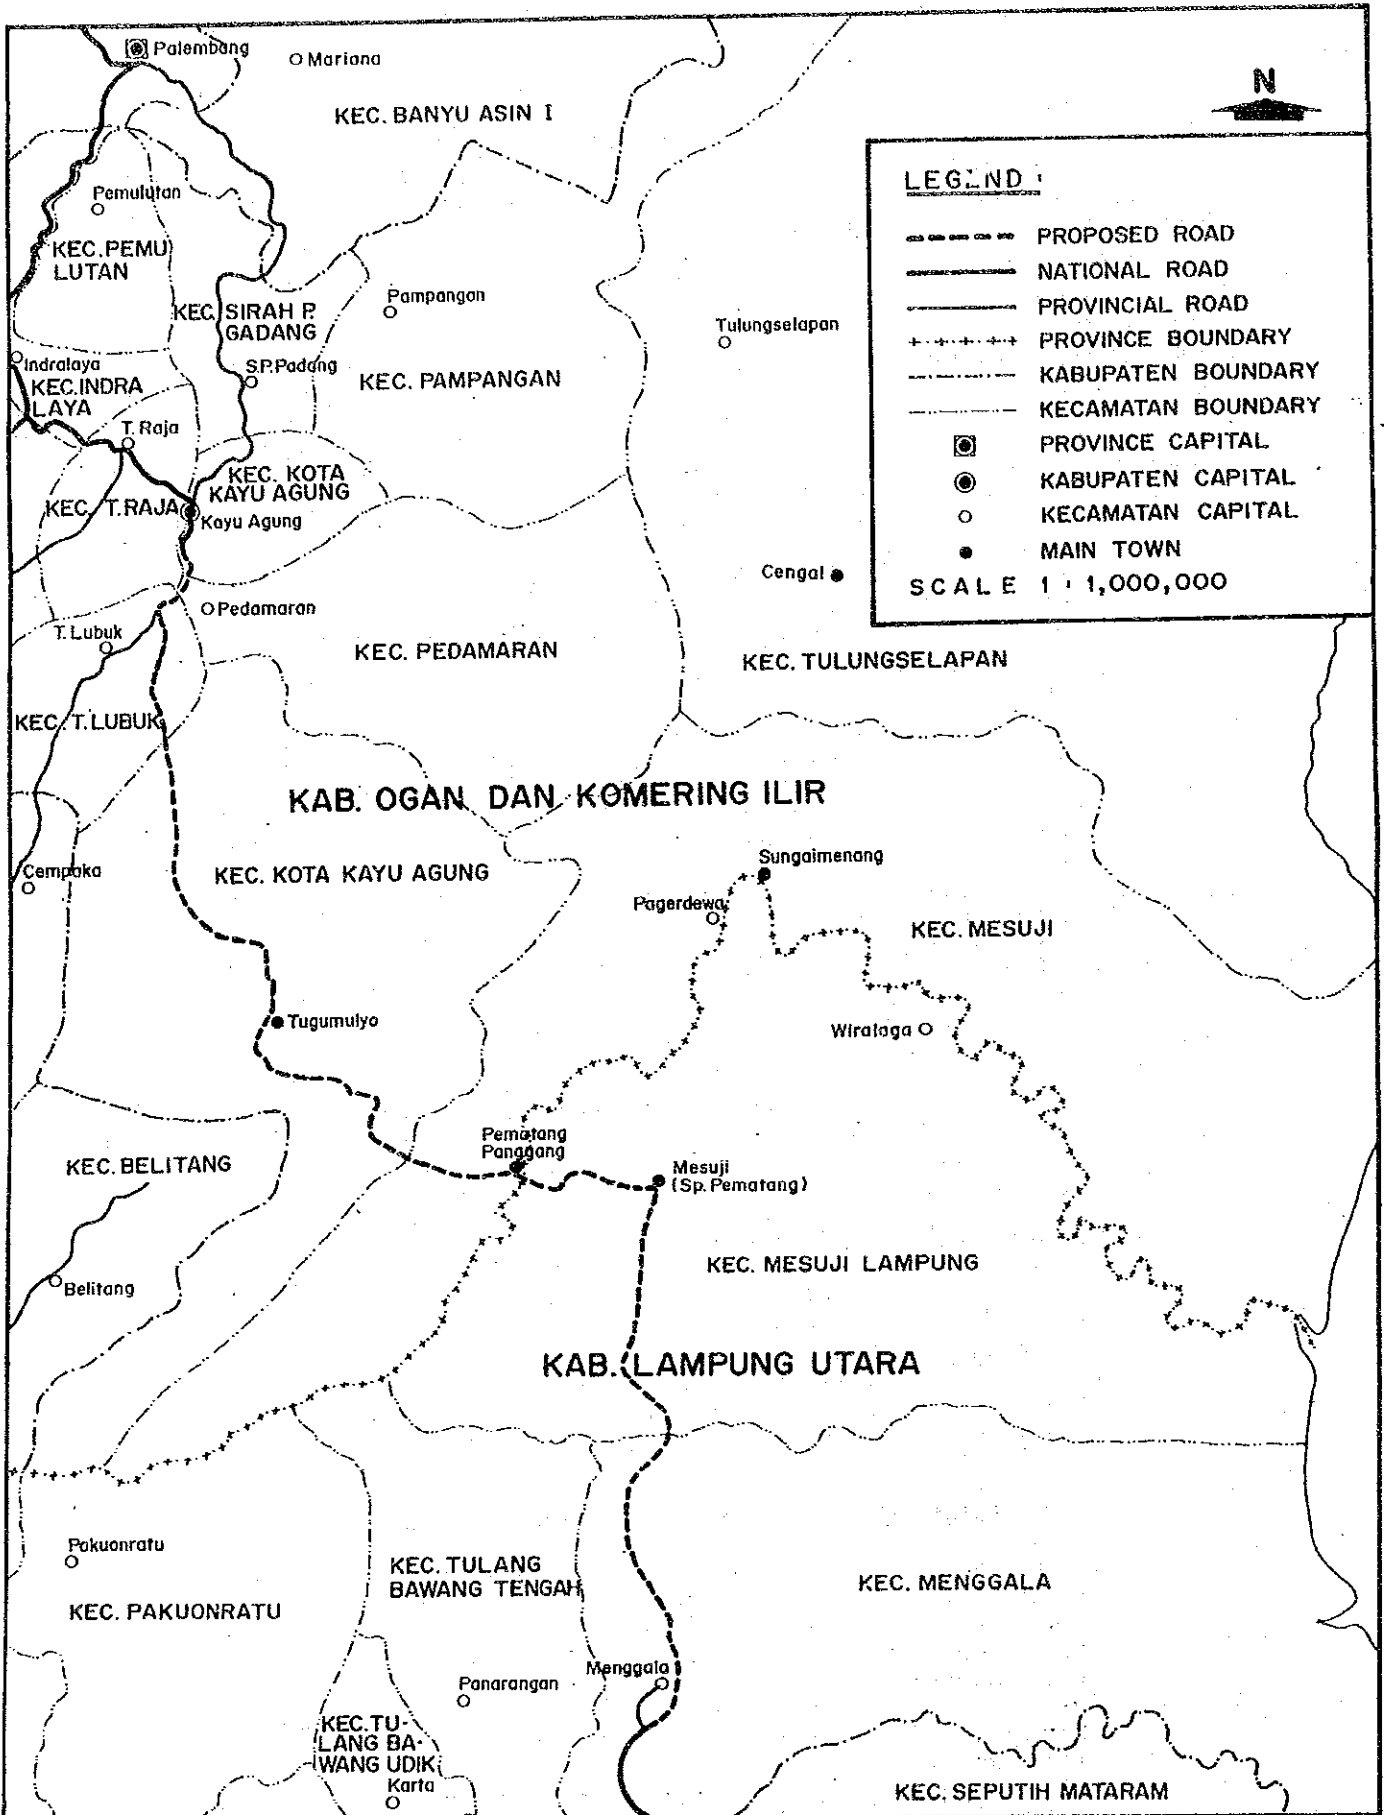 Palembang
Mariana
KEC. BANYU ASIN I
N
LEGEND :
PROPOSED ROAD
NATIONAL ROAD
PROVINCIAL ROAD
PROVINCE BOUNDARY
KABUPATEN BOUNDARY
KECAMATAN BOUNDARY
PROVINCE CAPITAL
KABUPATEN CAPITAL
KECAMATAN CAPITAL
MAIN TOWN
SCALE 1 : 1,000,000
Pemulutan
KEC. PEMU
LUTAN
KEC. SIRAH P.
GADANG
Pampangan
Tulungselapan
Indralaya
KEC. INDRA
LAYA
S.P. Padang
KEC. PAMPANGAN
T. Raja
KEC. KOTA
KAYU AGUNG
KEC. T. RAJA
Kayu Agung
Cengal
Pedamaran
T. Lubuk
KEC. PEDAMARAN
KEC. TULUNGSELAPAN
KEC. T. LUBUK
KAB. OGAN DAN KOMERING ILIR
Cempaka
KEC. KOTA KAYU AGUNG
Sungaimenang
Pagerdewa
KEC. MESUJI
Tugumulyo
Wiralaga
Pematang
Panggang
KEC. BELITANG
Mesuji
(Sp. Pematang)
Belitang
KEC. MESUJI LAMPUNG
KAB. LAMPUNG UTARA
Pakuonratu
KEC. TULANG
BAWANG TENGAH
KEC. MENGGALA
KEC. PAKUONRATU
Menggala
Panarangan
KEC. TU-
LANG BA-
WANG UDIK
Karta
KEC. SEPUTIH MATARAM